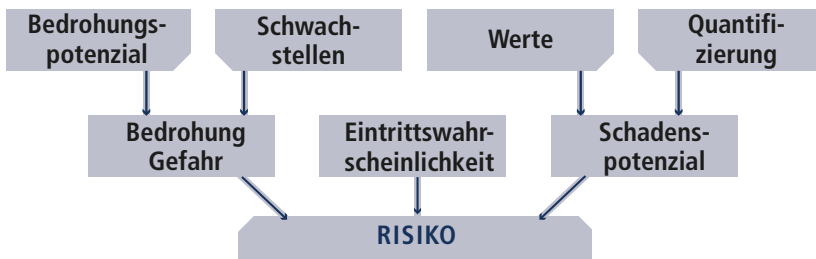 Bedrohungs-
potenzial
Schwach-
stellen
Werte
Quantifi-
zierung
Bedrohung
Gefahr
Eintrittswahr-
scheinlichkeit
Schadens-
potenzial
RISIKO